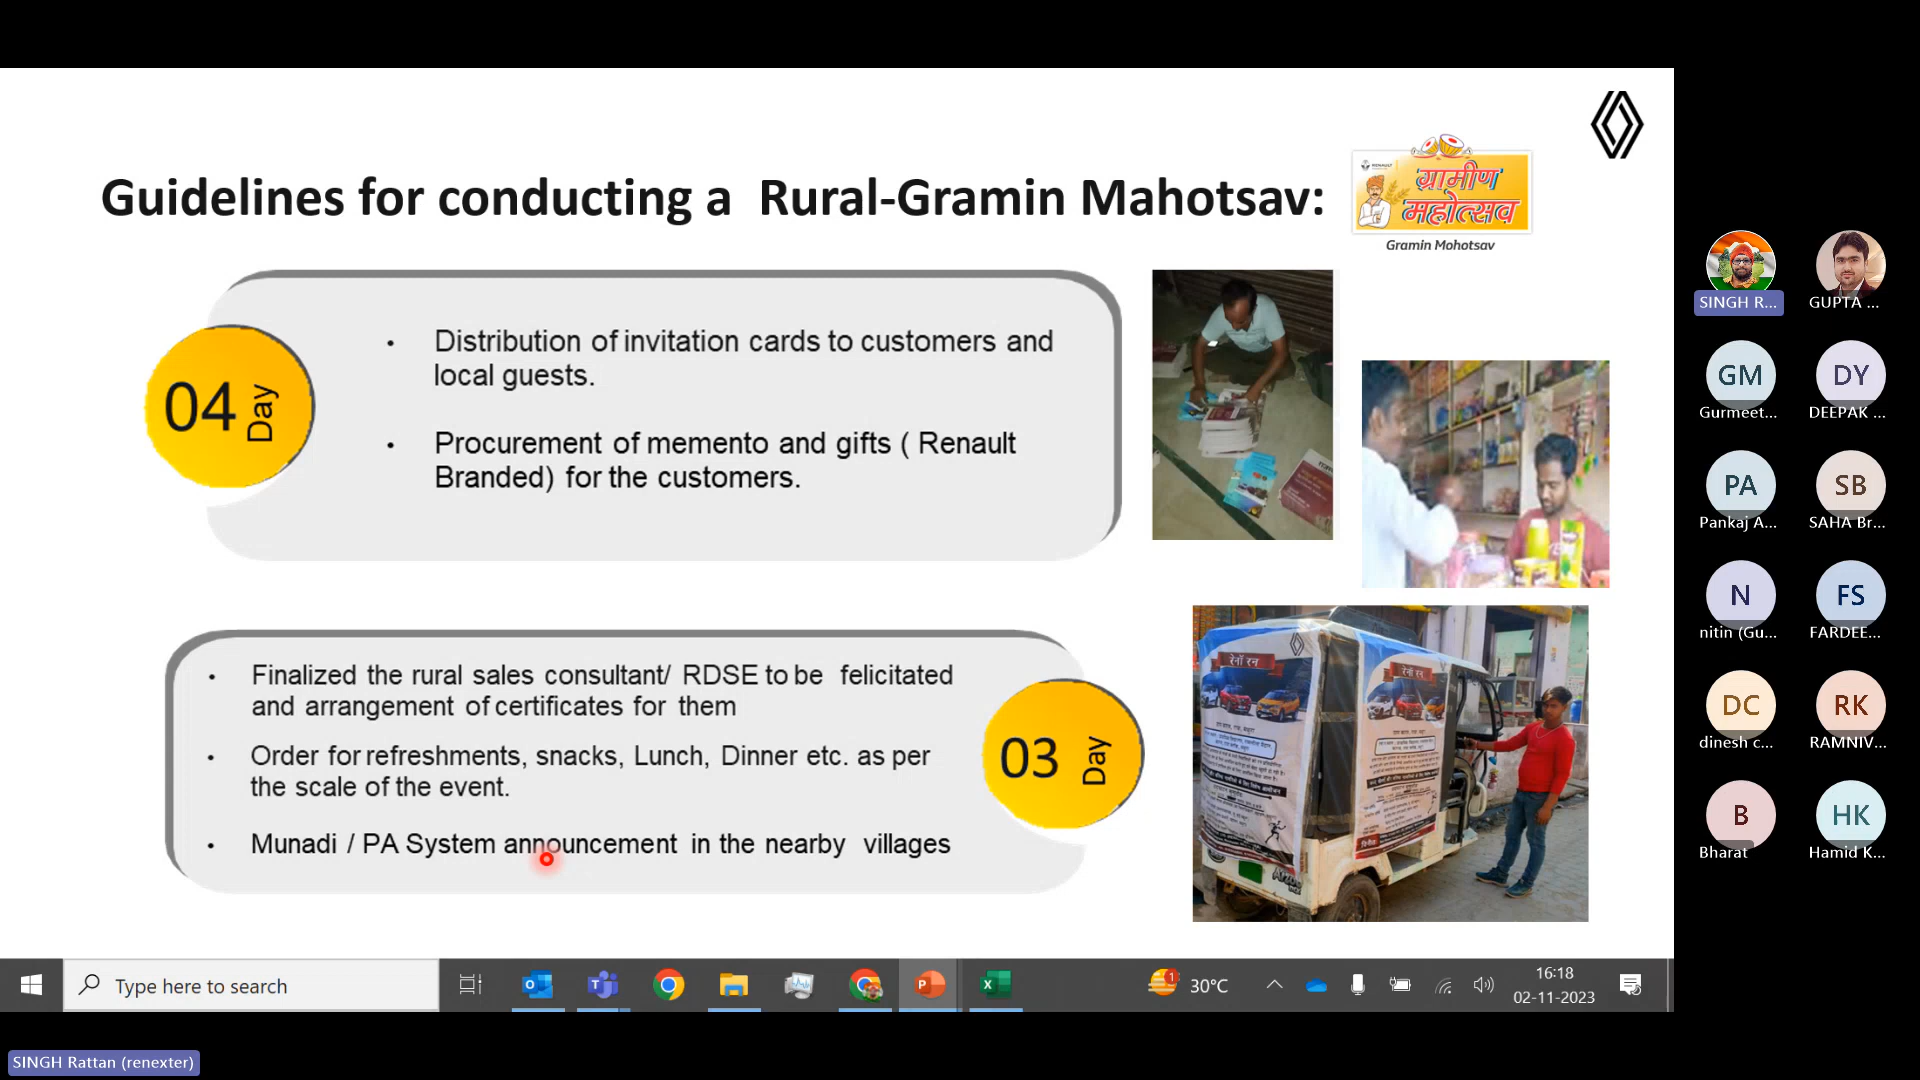 Guidelines for conducting a Rural-Gramin Mahotsav:
RENAULT
ग्रामीण
महोत्सव
Gramin Mohotsav
04
Day
• Distribution of invitation cards to customers and
local guests.
• Procurement of memento and gifts ( Renault
Branded) for the customers.
• Finalized the rural sales consultant/ RDSE to be felicitated
and arrangement of certificates for them
• Order for refreshments, snacks, Lunch, Dinner etc. as per
the scale of the event.
• Munadi / PA System announcement in the nearby villages
03
Day
रेनॉ रन
रेनॉ रन
SINGH R...
GUPTA ...
GM
Gurmeet...
DY
DEEPAK ...
PA
Pankaj A...
SB
SAHA Br...
N
nitin (Gu...
FS
FARDEE...
DC
dinesh c...
RK
RAMNIV...
B
Bharat
HK
Hamid K...
Type here to search
1
30°C
16:18
02-11-2023
SINGH Rattan (renexter)